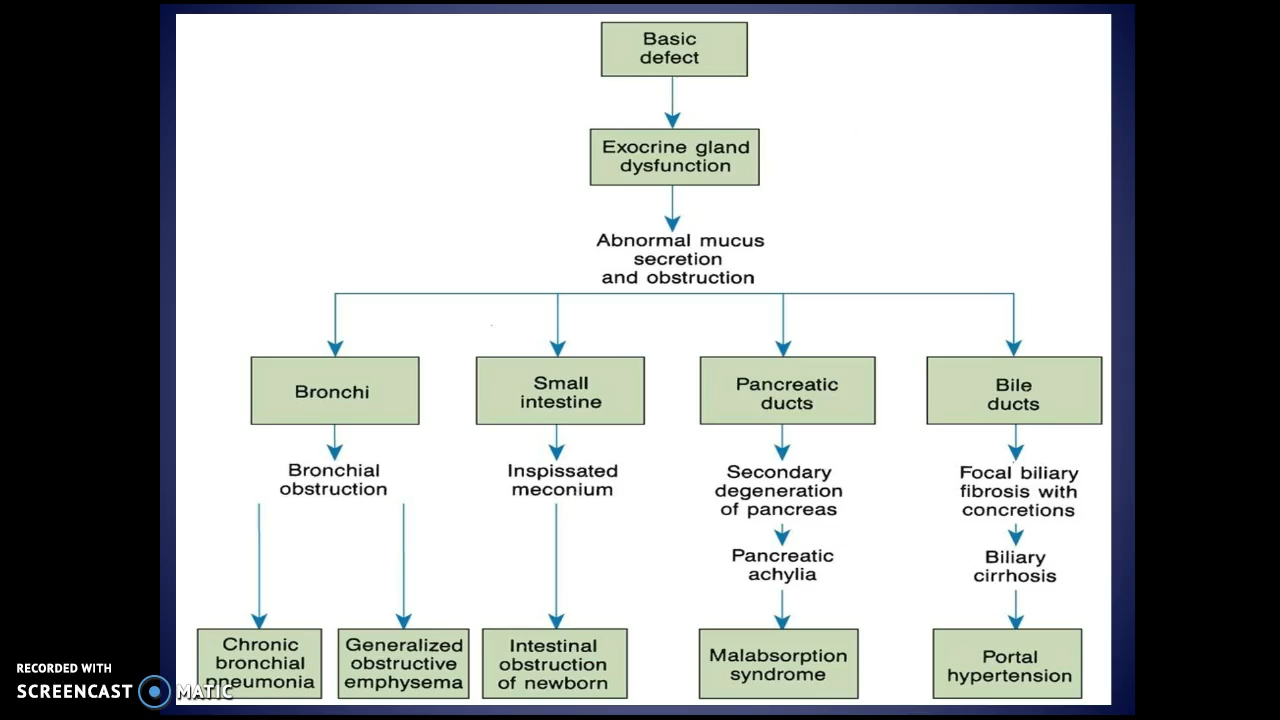 Basic
defect
Exocrine gland
dysfunction
Abnormal mucus
secretion
and obstruction
Bronchi
Small
intestine
Pancreatic
ducts
Bile
ducts
Bronchial
obstruction
Inspissated
meconium
Secondary
degeneration
of pancreas
Focal biliary
fibrosis with
concretions
Pancreatic
achylia
Biliary
cirrhosis
Chronic
bronchial
pneumonia
Generalized
obstructive
emphysema
Intestinal
obstruction
of newborn
Malabsorption
syndrome
Portal
hypertension
RECORDED WITH
SCREENCAST MATIC